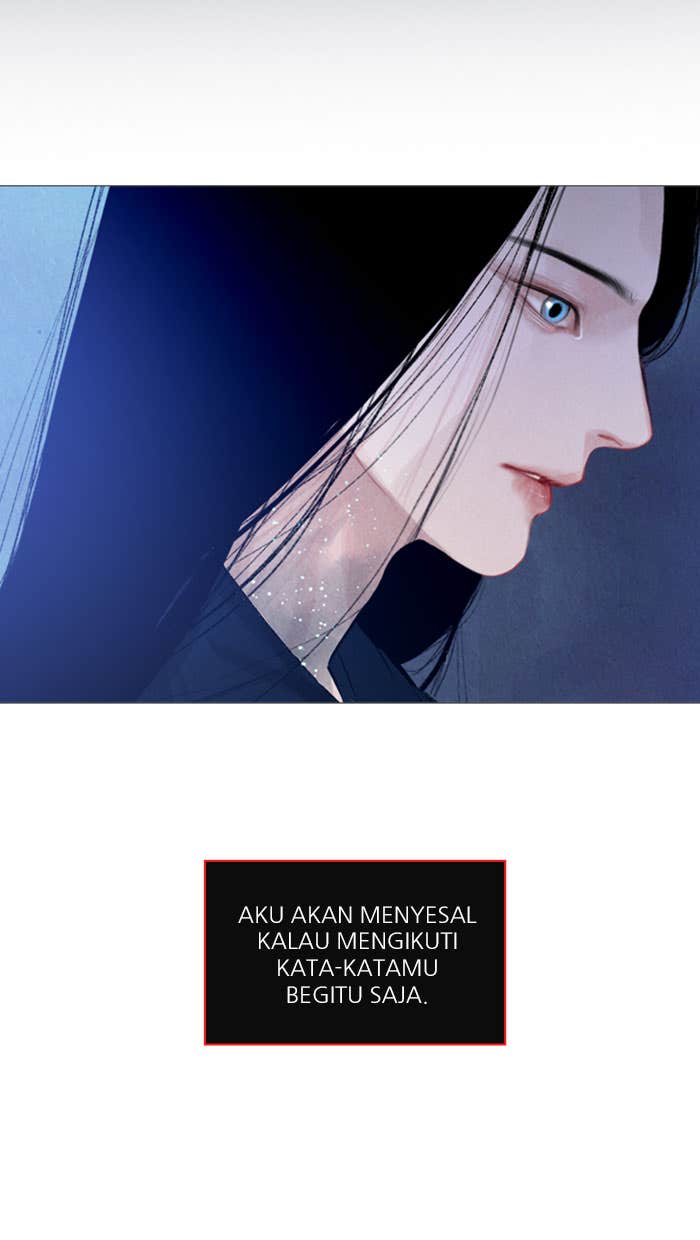 AKU AKAN MENYESAL
KALAU MENGIKUTI
KATA-KATAMU
BEGITU SAJA.